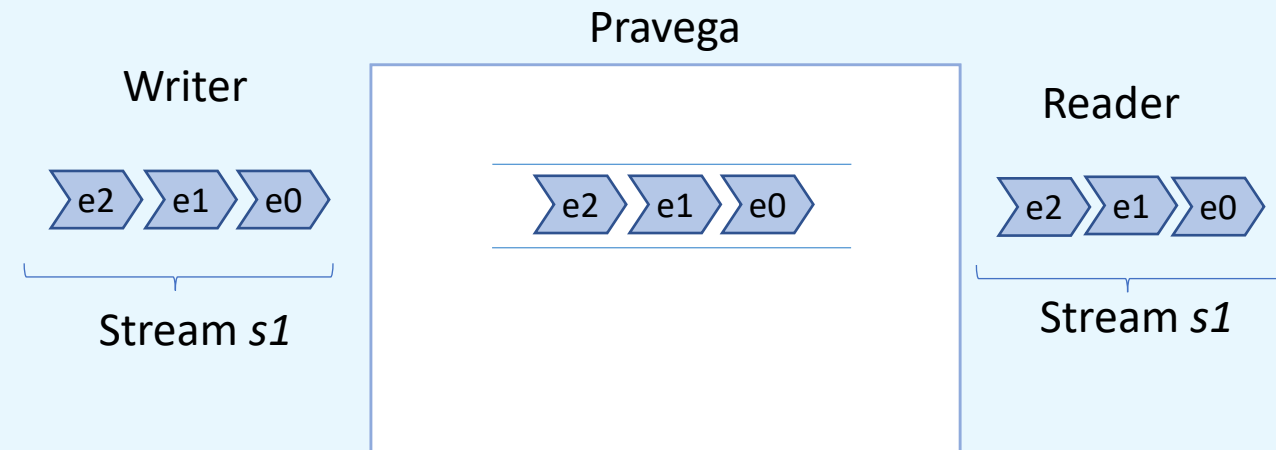 Pravega
Writer
Reader
e2 e1 e0
e2 e1 e0
e2 e1 e0
Stream s1
Stream s1